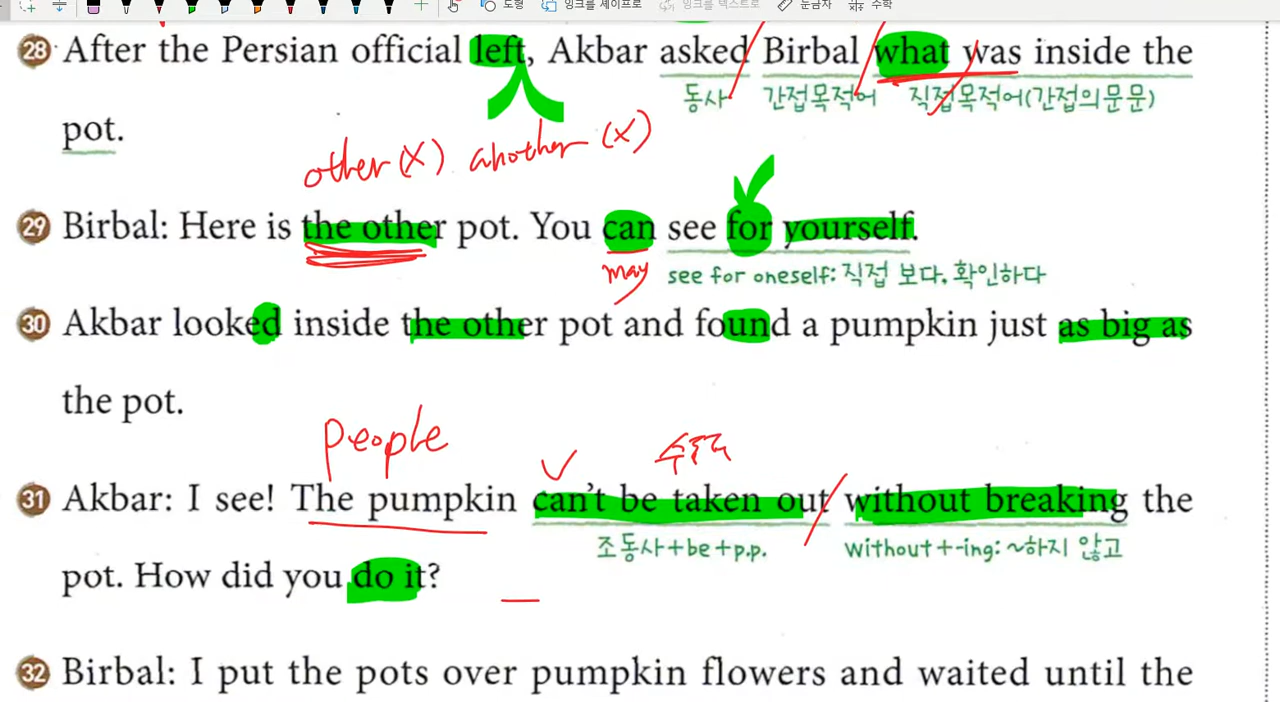 도형 잉크를 셰이프로 잉크를 텍스트로 눈금자 수학
28 After the Persian official left, Akbar asked Birbal what was inside the
동사 간접목적어 직접목적어(간접의문문)
pot.
other (X) another (X)
29 Birbal: Here is the other pot. You can see for yourself.
may see for oneself: 직접 보다, 확인하다
30 Akbar looked inside the other pot and found a pumpkin just as big as
the pot.
people
31 Akbar: I see! The pumpkin can't be taken out without breaking the
조동사+be+p.p. without +-ing: ~하지 않고
pot. How did you do it?
32 Birbal: I put the pots over pumpkin flowers and waited until the